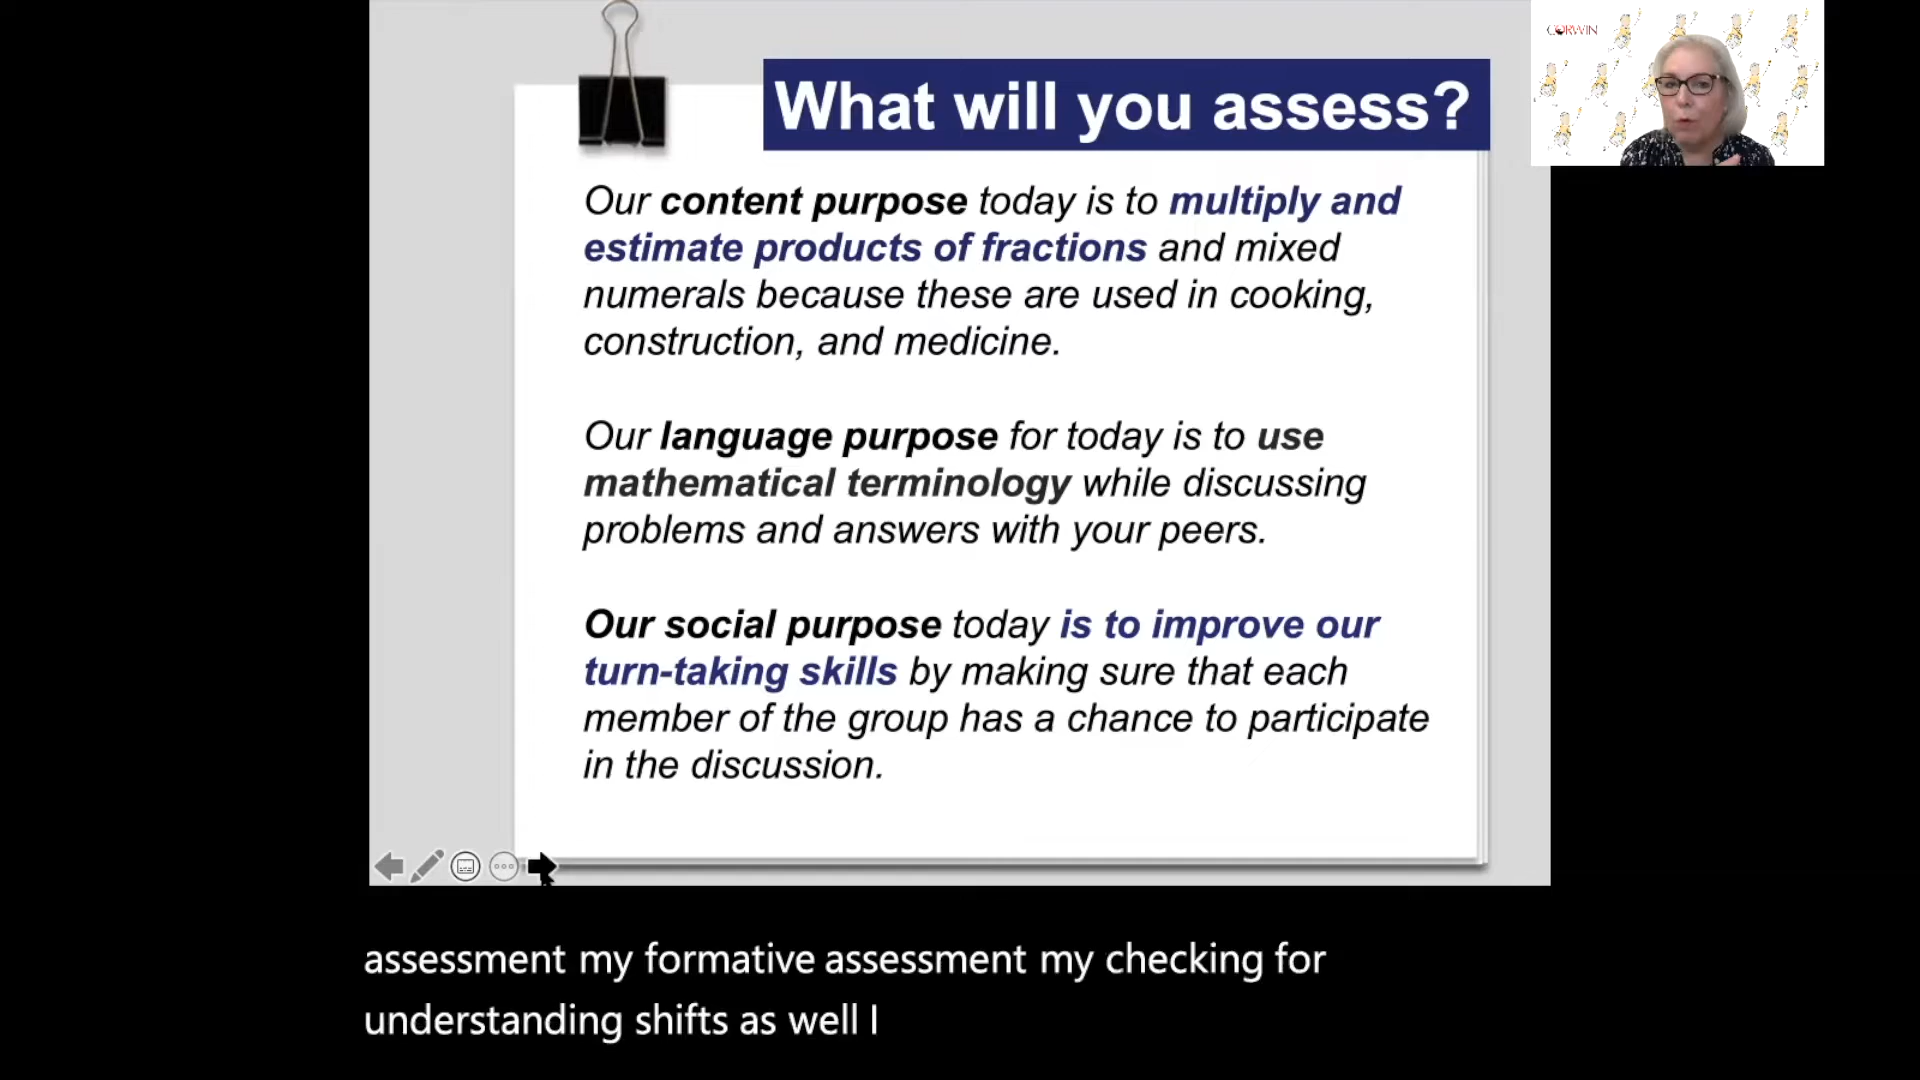 What will you assess?
CORWIN
Our content purpose today is to multiply and
estimate products of fractions and mixed
numerals because these are used in cooking,
construction, and medicine.
Our language purpose for today is to use
mathematical terminology while discussing
problems and answers with your peers.
Our social purpose today is to improve our
turn-taking skills by making sure that each
member of the group has a chance to participate
in the discussion.
assessment my formative assessment my checking for
understanding shifts as well I